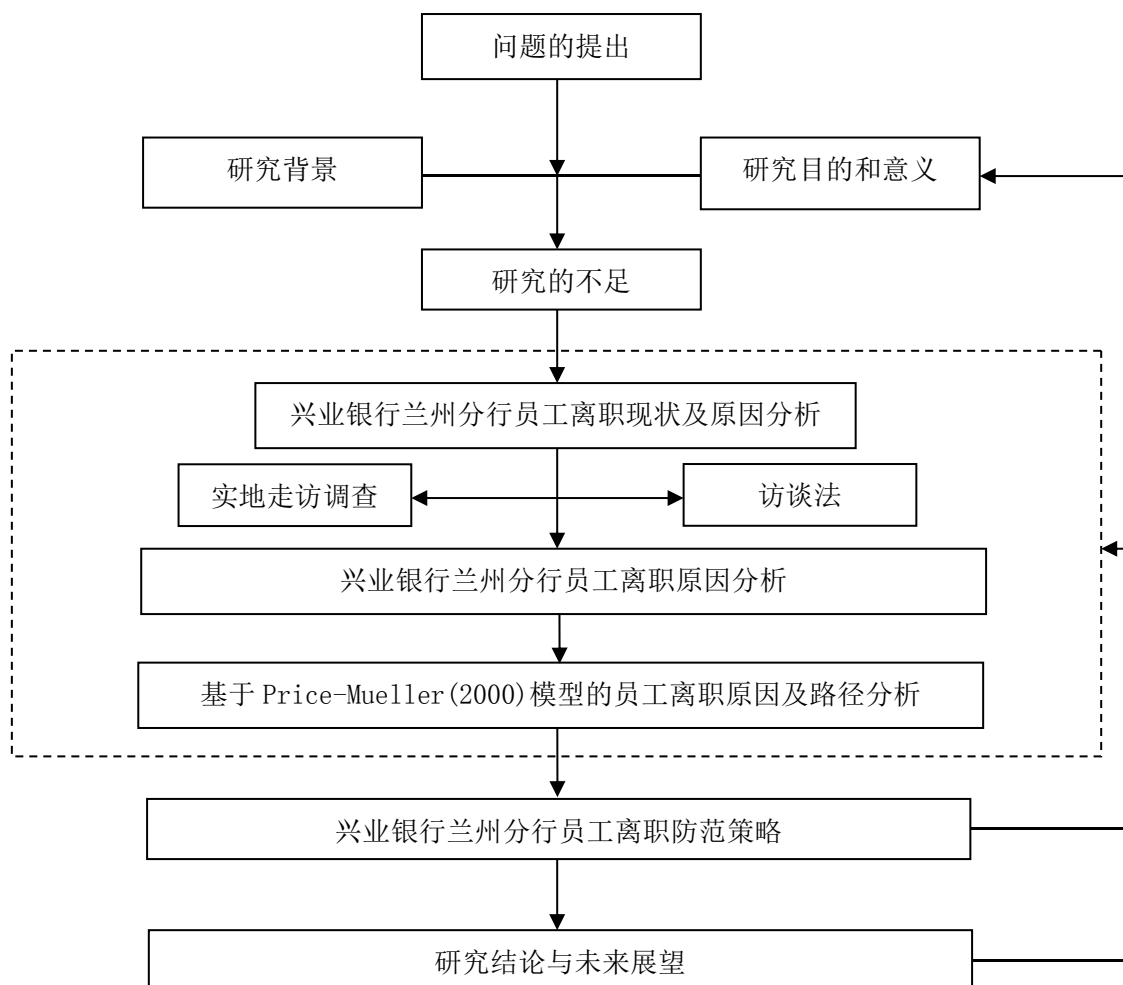 问题的提出
研究背景
研究目的和意义
研究的不足
兴业银行兰州分行员工离职现状及原因分析
实地走访调查
访谈法
兴业银行兰州分行员工离职原因分析
基于 Price-Mueller(2000)模型的员工离职原因及路径分析
兴业银行兰州分行员工离职防范策略
研究结论与未来展望